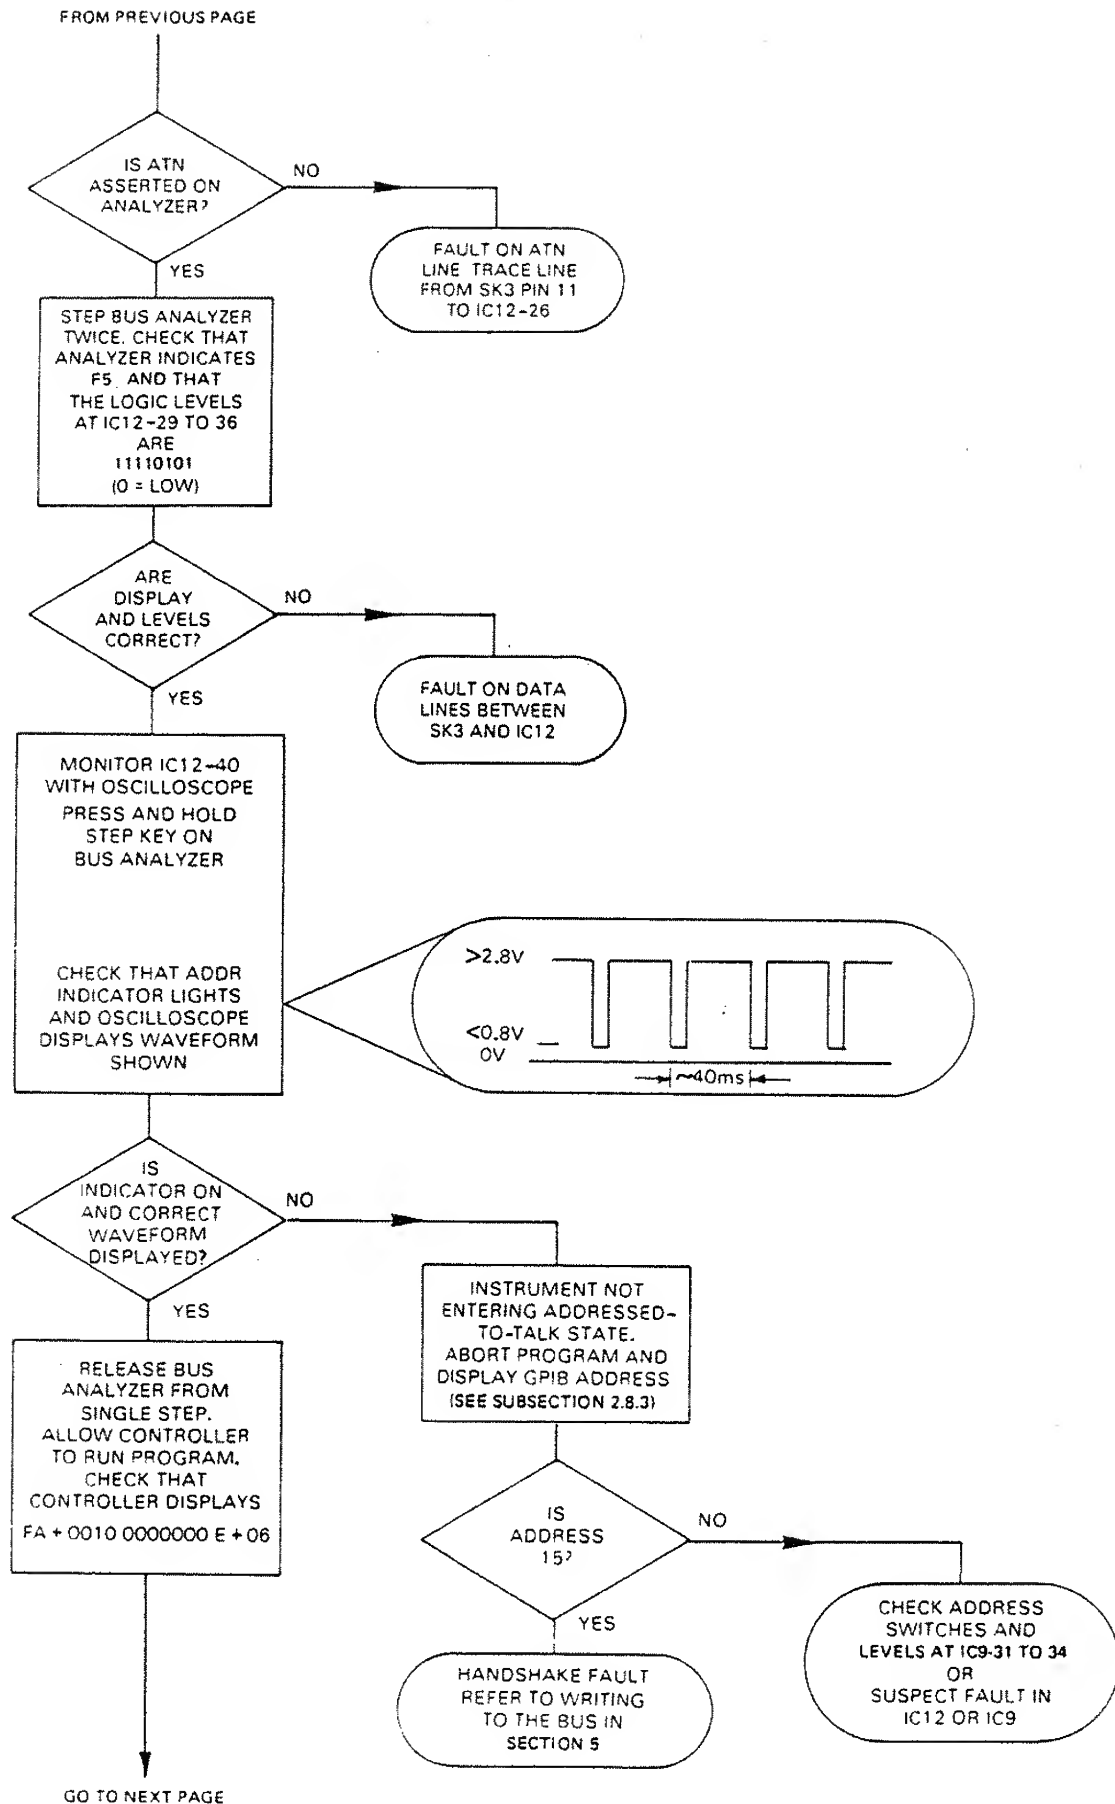 FROM PREVIOUS PAGE
IS ATN
ASSERTED ON
ANALYZER?
NO
FAULT ON ATN
LINE TRACE LINE
FROM SK3 PIN 11
TO IC12-26
YES
STEP BUS ANALYZER
TWICE. CHECK THAT
ANALYZER INDICATES
F5. AND THAT
THE LOGIC LEVELS
AT IC12-29 TO 36
ARE
11110101
(0 = LOW)
ARE
DISPLAY
AND LEVELS
CORRECT?
NO
FAULT ON DATA
LINES BETWEEN
SK3 AND IC12
YES
MONITOR IC12-40
WITH OSCILLOSCOPE
PRESS AND HOLD
STEP KEY ON
BUS ANALYZER
CHECK THAT ADDR
INDICATOR LIGHTS
AND OSCILLOSCOPE
DISPLAYS WAVEFORM
SHOWN
>2.8V
<0.8V
0V
~40ms
IS
INDICATOR ON
AND CORRECT
WAVEFORM
DISPLAYED?
NO
INSTRUMENT NOT
ENTERING ADDRESSED-
TO-TALK STATE.
ABORT PROGRAM AND
DISPLAY GPIB ADDRESS
(SEE SUBSECTION 2.8.3)
YES
RELEASE BUS
ANALYZER FROM
SINGLE STEP.
ALLOW CONTROLLER
TO RUN PROGRAM.
CHECK THAT
CONTROLLER DISPLAYS
FA + 0010 0000000 E + 06
IS
ADDRESS
15?
NO
CHECK ADDRESS
SWITCHES AND
LEVELS AT IC9-31 TO 34
OR
SUSPECT FAULT IN
IC12 OR IC9
YES
HANDSHAKE FAULT
REFER TO WRITING
TO THE BUS IN
SECTION 5
GO TO NEXT PAGE